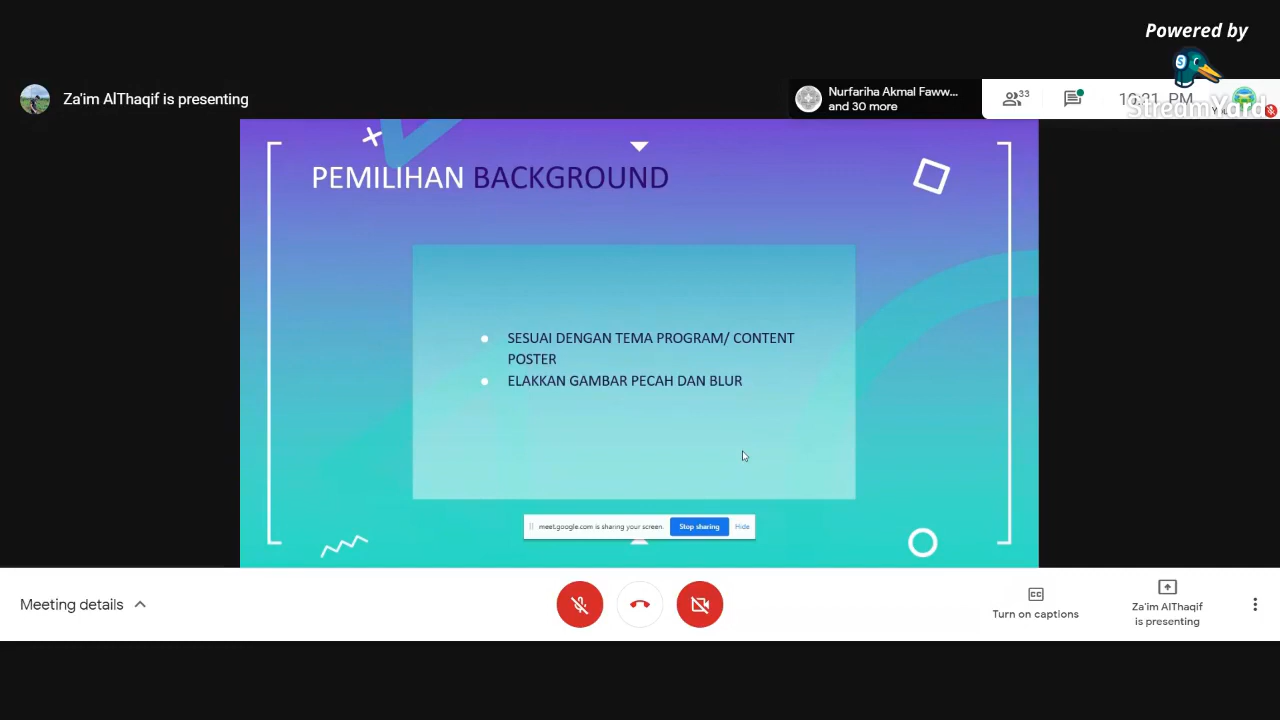 Powered by
StreamYard
Za'im AlThaqif is presenting
Nurfariha Akmal Faww...
and 30 more
33
PM
PEMILIHAN BACKGROUND
SESUAI DENGAN TEMA PROGRAM/ CONTENT
POSTER
ELAKKAN GAMBAR PECAH DAN BLUR
meet.google.com is sharing your screen.
Stop sharing
Hide
Meeting details
Turn on captions
Za'im AlThaqif
is presenting